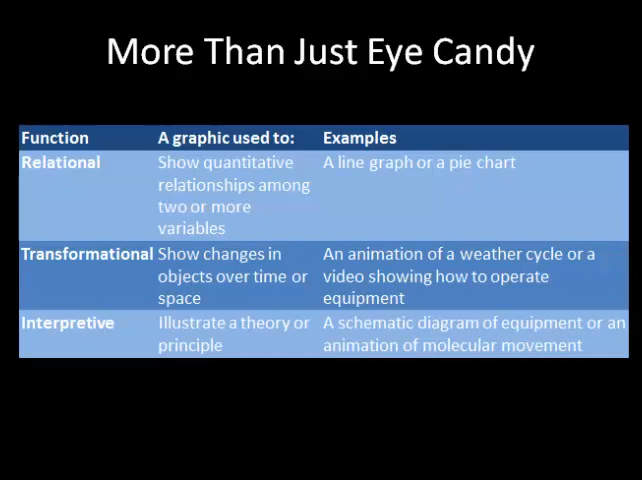 More Than Just Eye Candy
Function A graphic used to: Examples
Relational Show quantitative A line graph or a pie chart
relationships among
two or more
variables
Transformational Show changes in An animation of a weather cycle or a
objects over time or video showing how to operate
space equipment
Interpretive Illustrate a theory or A schematic diagram of equipment or an
principle animation of molecular movement